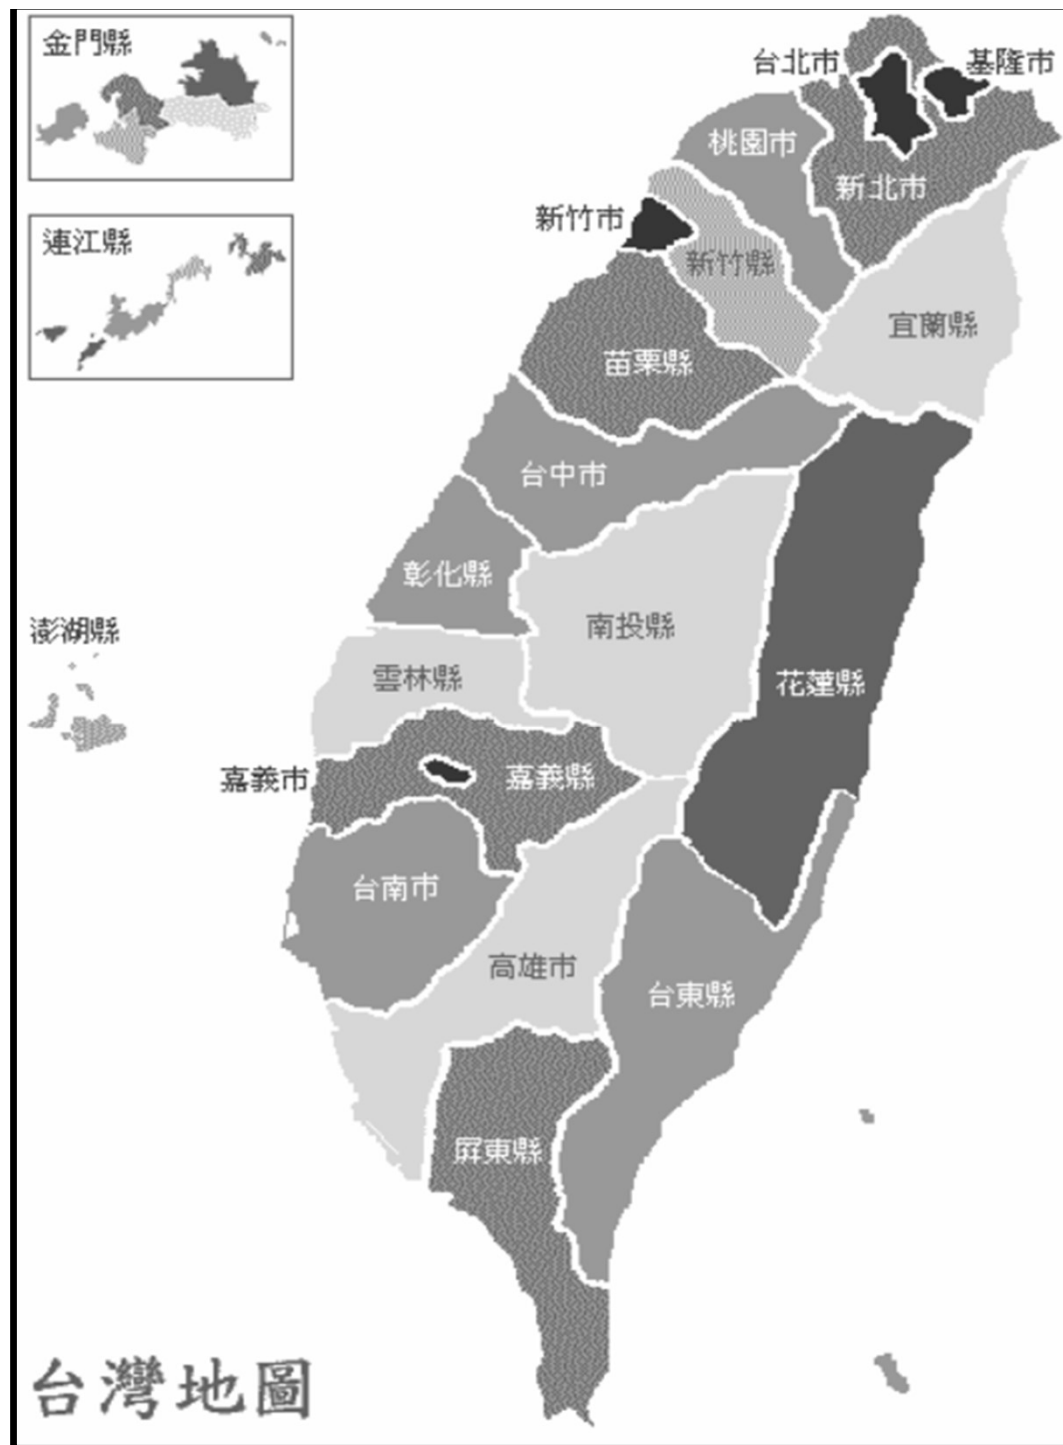 金門縣
台北市
基隆市
桃園市
新北市
新竹市
連江縣
新竹縣
宜蘭縣
苗栗縣
台中市
彰化縣
南投縣
澎湖縣
雲林縣
花蓮縣
嘉義市
嘉義縣
台南市
高雄市
台東縣
屏東縣
台灣地圖